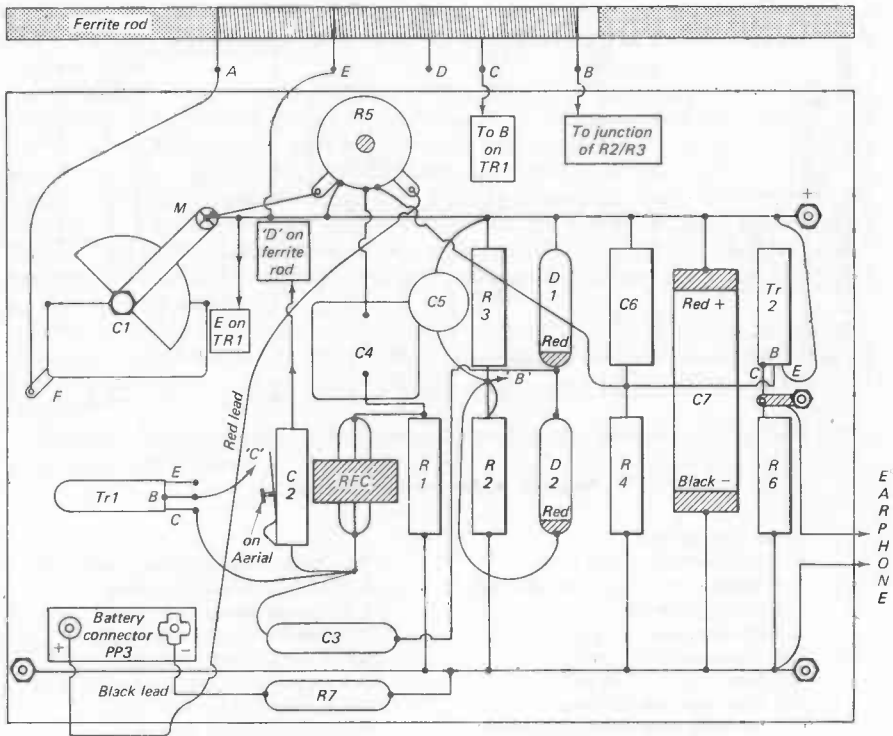 Ferrite rod
A
E
D
C
B
R5
To B
on
TR1
To junction
of R2/R3
M
+
'D' on
ferrite
rod
C1
E on
TR1
F
Red lead
C4
C5
R
3
D
1
Red
C6
Red +
C7
Black -
Tr
2
B
C
E
'B'
'C'
C
2
on
Aerial
RFC
R
1
R
2
D
2
Red
R
4
R
6
Tr1
E
B
C
EARPHONE
Battery
connector
PP3
+
-
C3
Black lead
R7